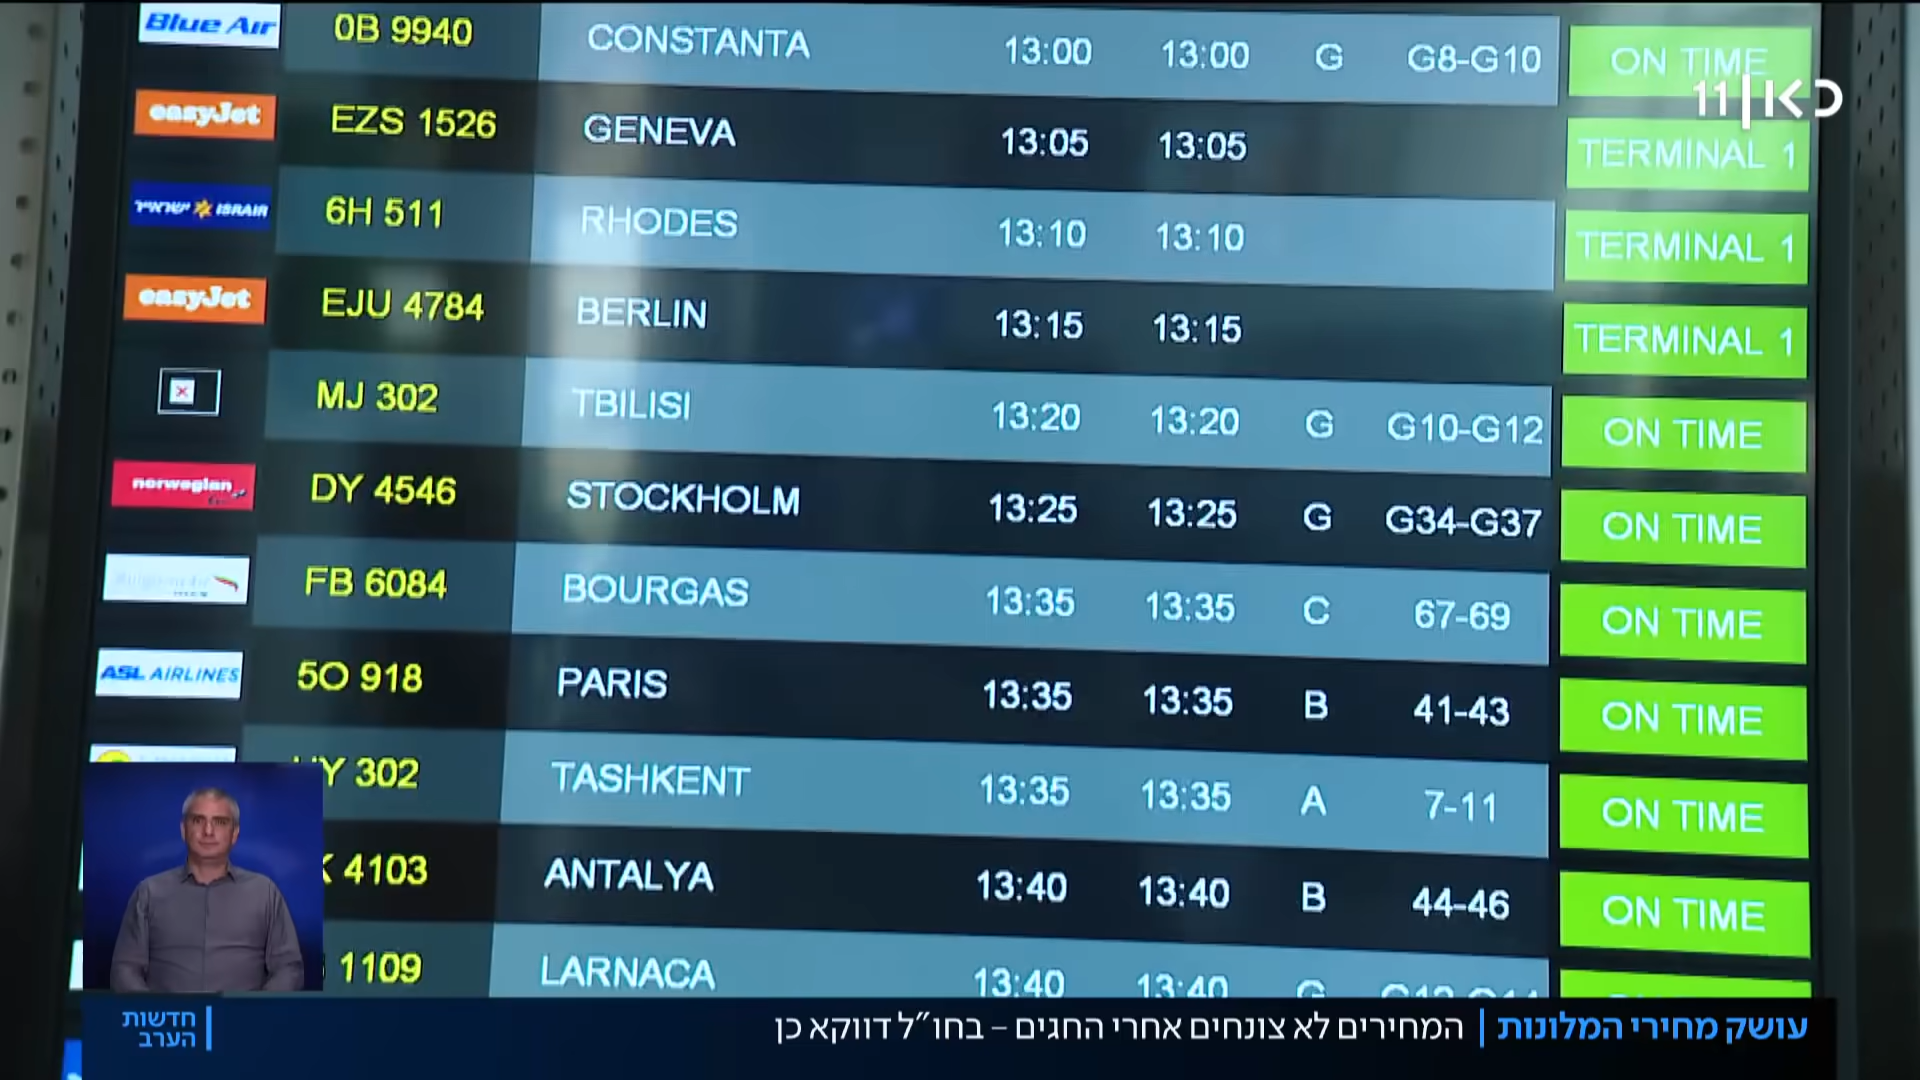 Blue Air 0B 9940 CONSTANTA 13:00 13:00 G G8-G10 ON TIME
כאן 11
easyJet EZS 1526 GENEVA 13:05 13:05 TERMINAL 1
ישראייר ISRAIR 6H 511 RHODES 13:10 13:10 TERMINAL 1
easyJet EJU 4784 BERLIN 13:15 13:15 TERMINAL 1
MJ 302 TBILISI 13:20 13:20 G G10-G12 ON TIME
norwegian DY 4546 STOCKHOLM 13:25 13:25 G G34-G37 ON TIME
FB 6084 BOURGAS 13:35 13:35 C 67-69 ON TIME
ASL AIRLINES 5O 918 PARIS 13:35 13:35 B 41-43 ON TIME
302 TASHKENT 13:35 13:35 A 7-11 ON TIME
4103 ANTALYA 13:40 13:40 B 44-46 ON TIME
1109 LARNACA 13:40 13:40 G
עושק מחירי המלונות | המחירים לא צונחים אחרי החגים – בחו״ל דווקא כן
חדשות
הערב